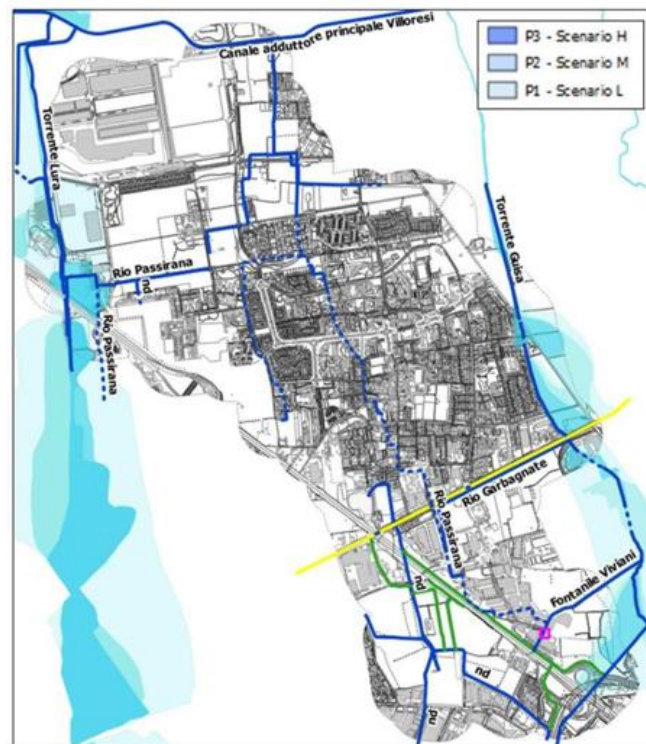 P3 - Scenario H
P2 - Scenario M
P1 - Scenario L
Canale adduttore principale Villoresi
Torrente Lura
Torrente Guisa
Rio Passirana
nd
Rio Passirana
Rio Garbagnate
Rio Passirana
Fontanile Viviani
nd
nd
nd